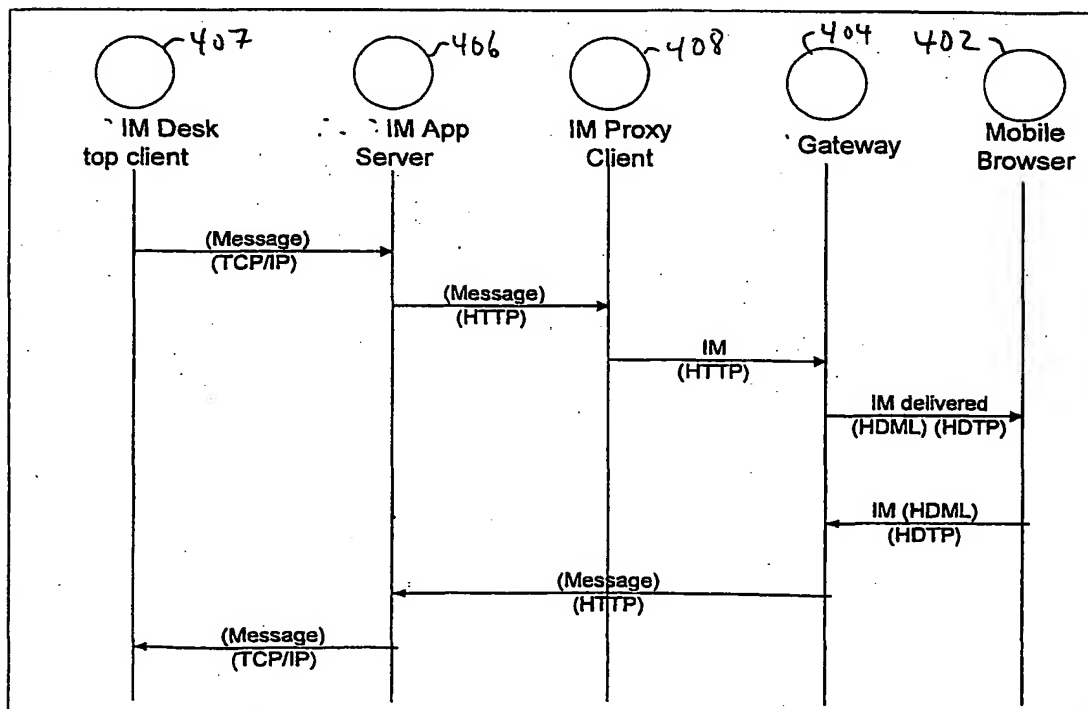 407
406
408
404
402
IM Desk
top client
IM App
Server
IM Proxy
Client
Gateway
Mobile
Browser
(Message)
(TCP/IP)
(Message)
(HTTP)
IM
(HTTP)
IM delivered
(HDML) (HDTP)
IM (HDML)
(HDTP)
(Message)
(HTTP)
(Message)
(TCP/IP)